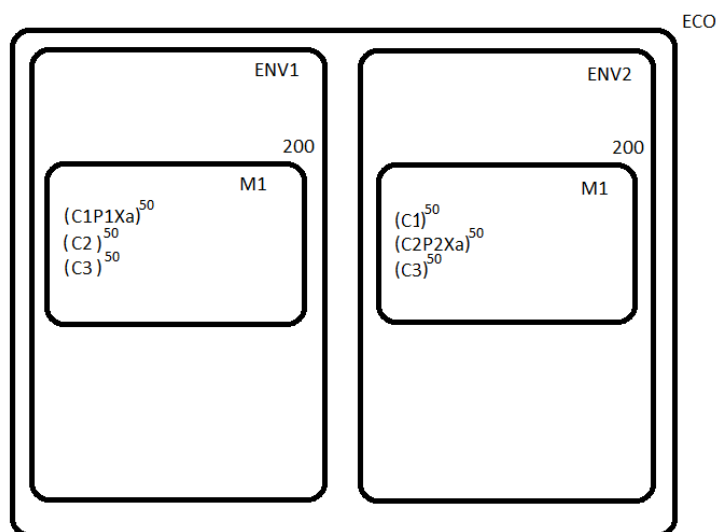 ECO
ENV1
200
M1
(C1P1Xa)50
(C2 )50
(C3 )50
ENV2
200
M1
(C1)50
(C2P2Xa)50
(C3)50